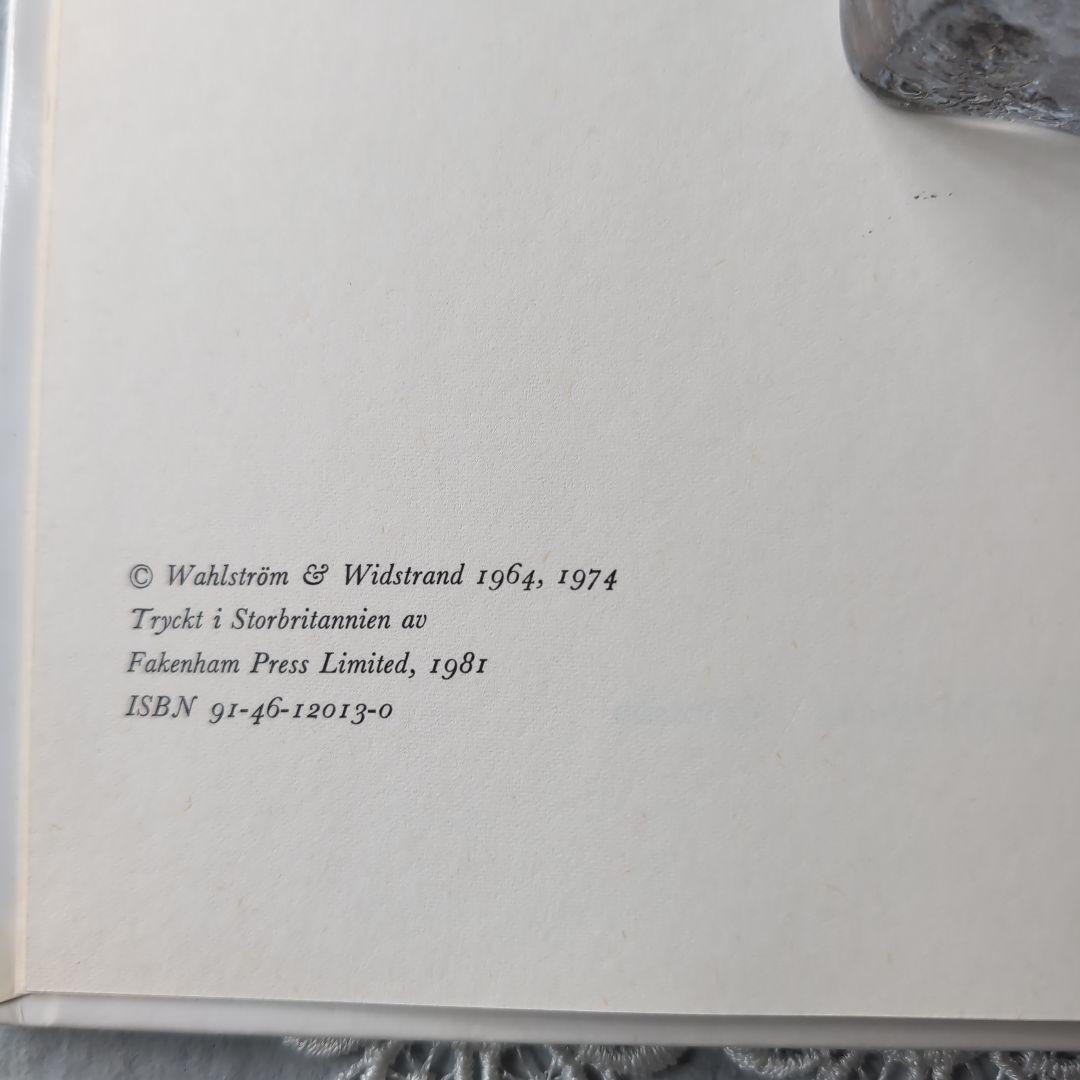 © Wahlström & Widstrand 1964, 1974
Tryckt i Storbritannien av
Fakenham Press Limited, 1981
ISBN 91-46-12013-0